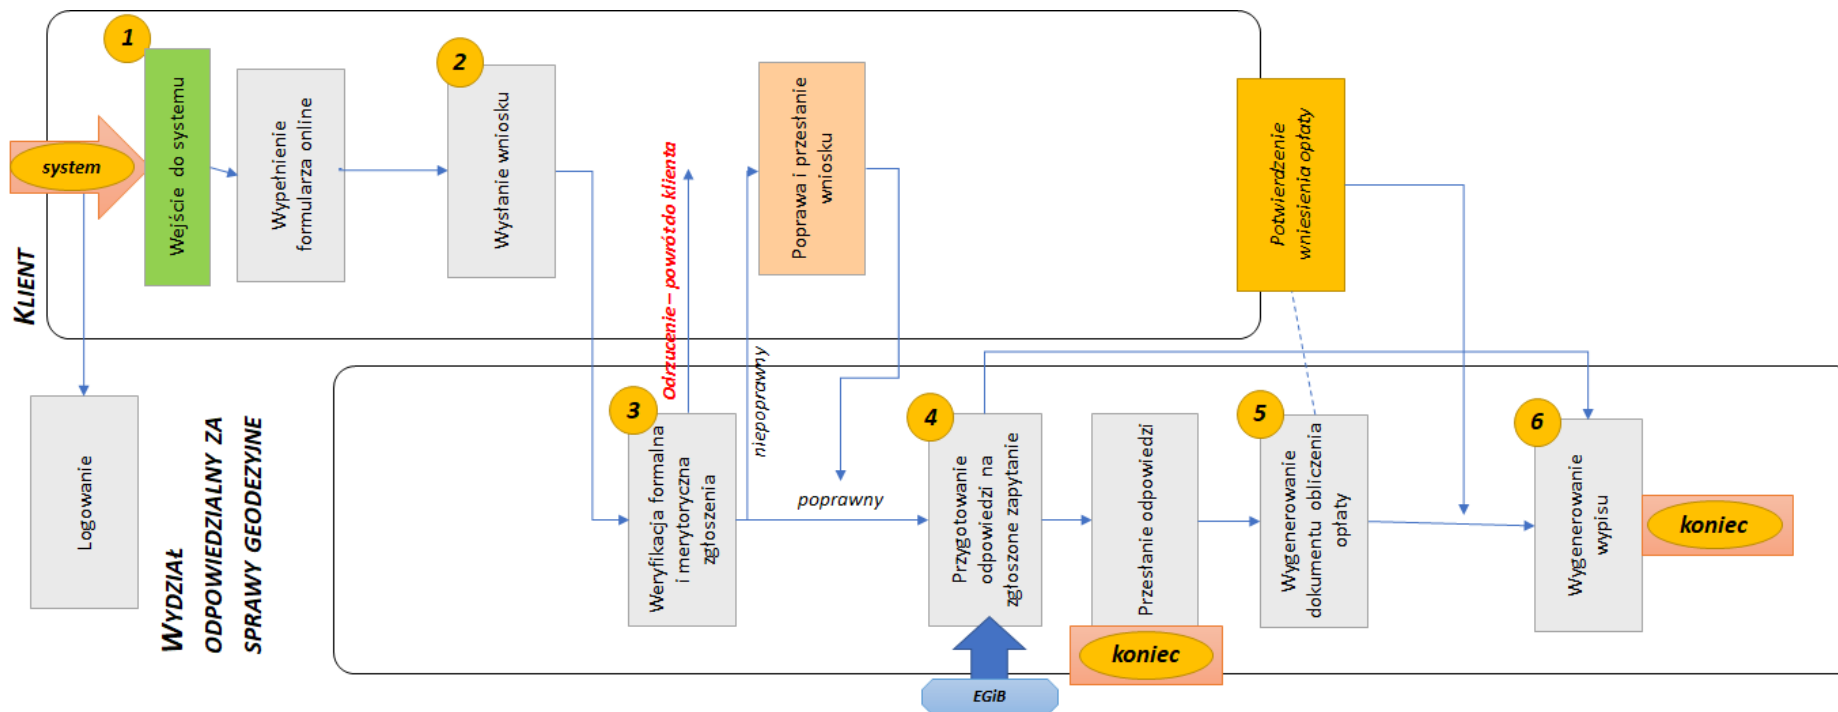 1
system
Wejście do systemu
Wypełnienie
formularza online
2
Wysłanie wniosku
Odrzucenie – powrót do klienta
Poprawa i przesłanie
wniosku
Potwierdzenie
wniesienia opłaty
KLIENT
Logowanie
WYDZIAŁ
ODPOWIEDZIALNY ZA
SPRAWY GEODEZYJNE
3
Weryfikacja formalna
i merytoryczna
zgłoszenia
niepoprawny
poprawny
4
Przygotowanie
odpowiedzi na
zgłoszone zapytanie
EGiB
Przesłanie odpowiedzi
koniec
5
Wygenerowanie
dokumentu obliczenia
opłaty
6
Wygenerowanie
wypisu
koniec